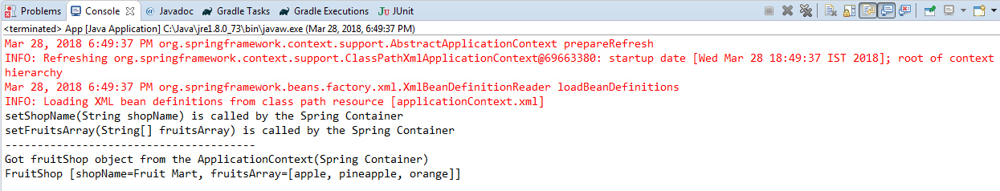 Problems Console @ Javadoc Gradle Tasks Gradle Executions JU JUnit
<terminated> App [Java Application] C:\Java\jre1.8.0_73\bin\javaw.exe (Mar 28, 2018, 6:49:37 PM)
Mar 28, 2018 6:49:37 PM org.springframework.context.support.AbstractApplicationContext prepareRefresh
INFO: Refreshing org.springframework.context.support.ClassPathXmlApplicationContext@69663380: startup date [Wed Mar 28 18:49:37 IST 2018]; root of context
hierarchy
Mar 28, 2018 6:49:37 PM org.springframework.beans.factory.xml.XmlBeanDefinitionReader loadBeanDefinitions
INFO: Loading XML bean definitions from class path resource [applicationContext.xml]
setShopName(String shopName) is called by the Spring Container
setFruitsArray(String[] fruitsArray) is called by the Spring Container
---------------------------------------
Got fruitShop object from the ApplicationContext(Spring Container)
FruitShop [shopName=Fruit Mart, fruitsArray=[apple, pineapple, orange]]